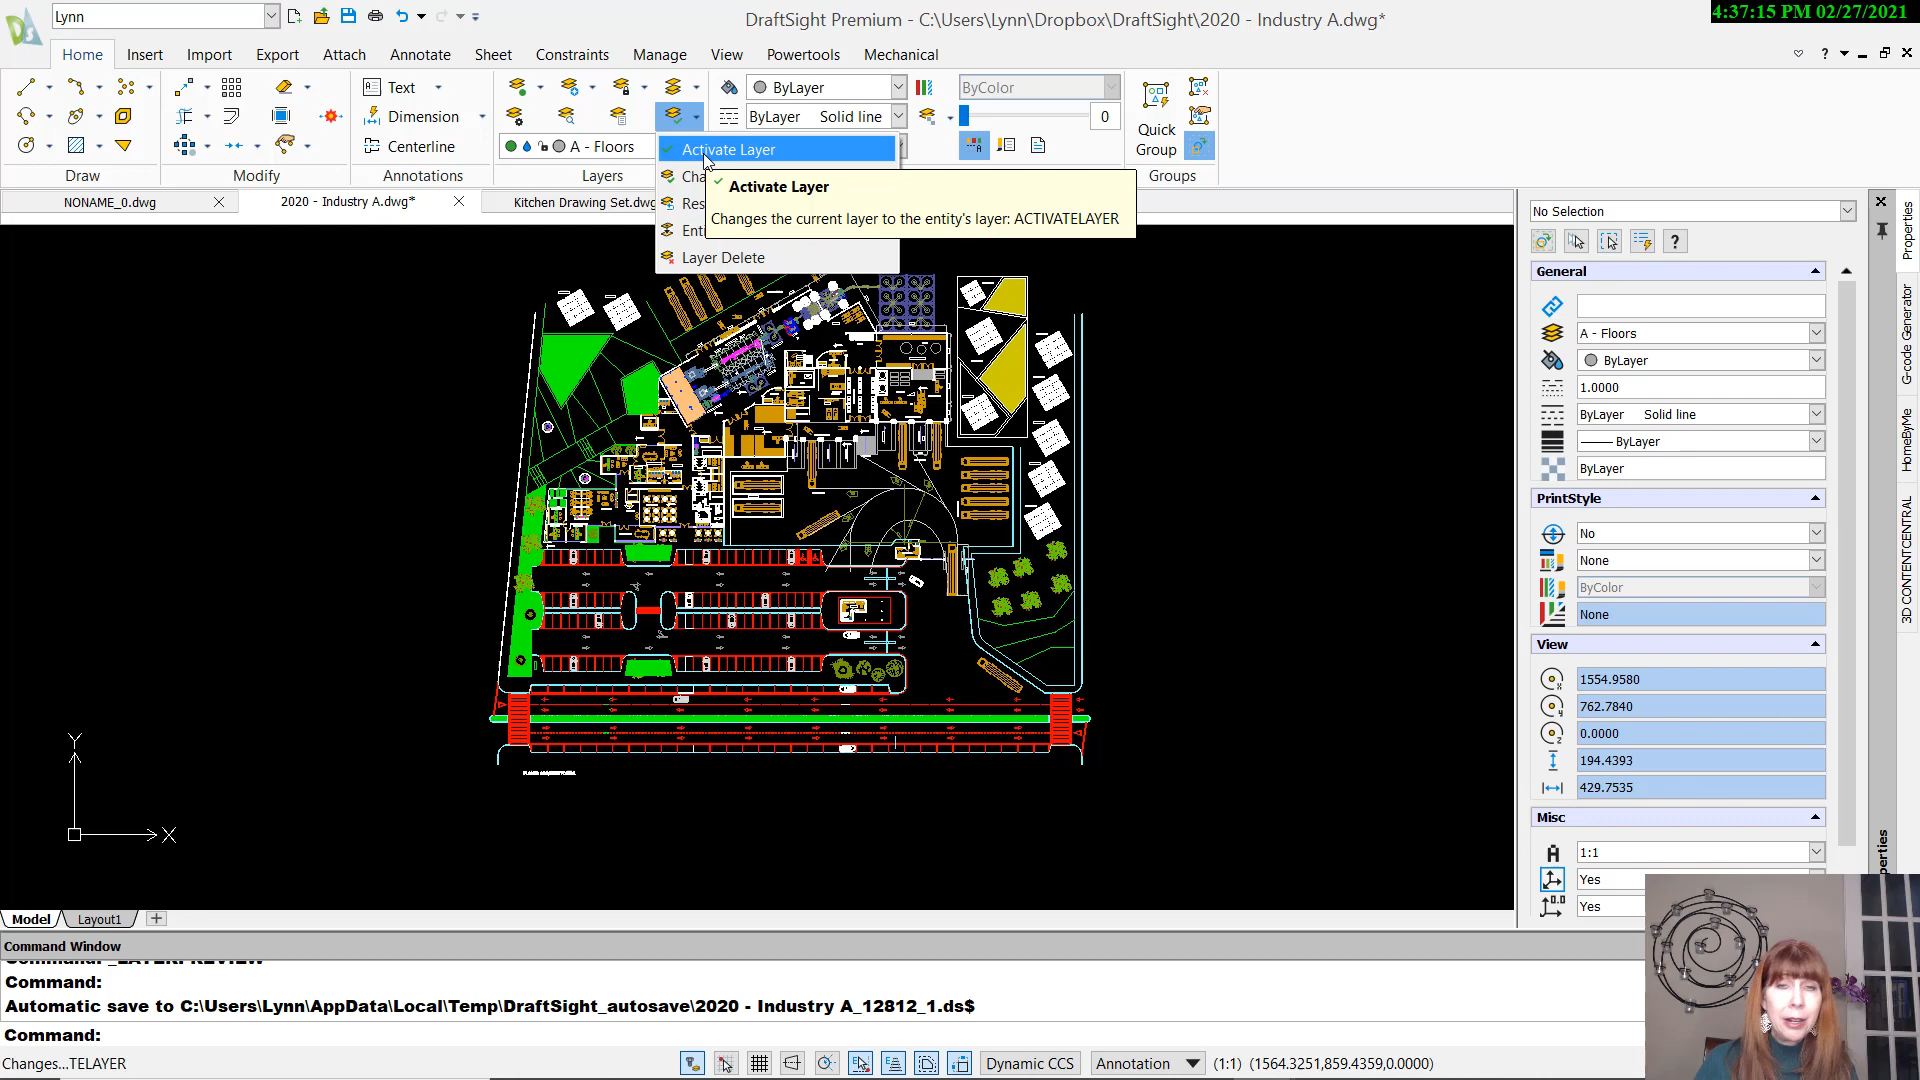 4:37:15 PM 02/27/2021
Lynn
DraftSight Premium - C:\Users\Lynn\Dropbox\DraftSight\2020 - Industry A.dwg*
Home
Insert
Import
Export
Attach
Annotate
Sheet
Constraints
Manage
View
Powertools
Mechanical
Text
Dimension
Centerline
A - Floors
ByLayer
ByLayer Solid line
ByColor
0
Quick
Group
Draw
Modify
Annotations
Layers
Groups
Activate Layer
Cha
Res
Enti
Layer Delete
Activate Layer
Changes the current layer to the entity's layer: ACTIVATELAYER
NONAME_0.dwg
2020 - Industry A.dwg*
Kitchen Drawing Set.dwg
No Selection
General
A - Floors
ByLayer
1.0000
ByLayer Solid line
ByLayer
ByLayer
PrintStyle
No
None
ByColor
None
View
1554.9580
762.7840
0.0000
194.4393
429.7535
Misc
1:1
Yes
Yes
Properties
G-code Generator
HomeByMe
3D CONTENTCENTRAL
perties
Y
X
Model
Layout1
Command Window
Command: _LAYERPREVIEW
Command:
Automatic save to C:\Users\Lynn\AppData\Local\Temp\DraftSight_autosave\2020 - Industry A_12812_1.ds$
Command:
Changes...TELAYER
Dynamic CCS
Annotation
(1:1)
(1564.3251,859.4359,0.0000)